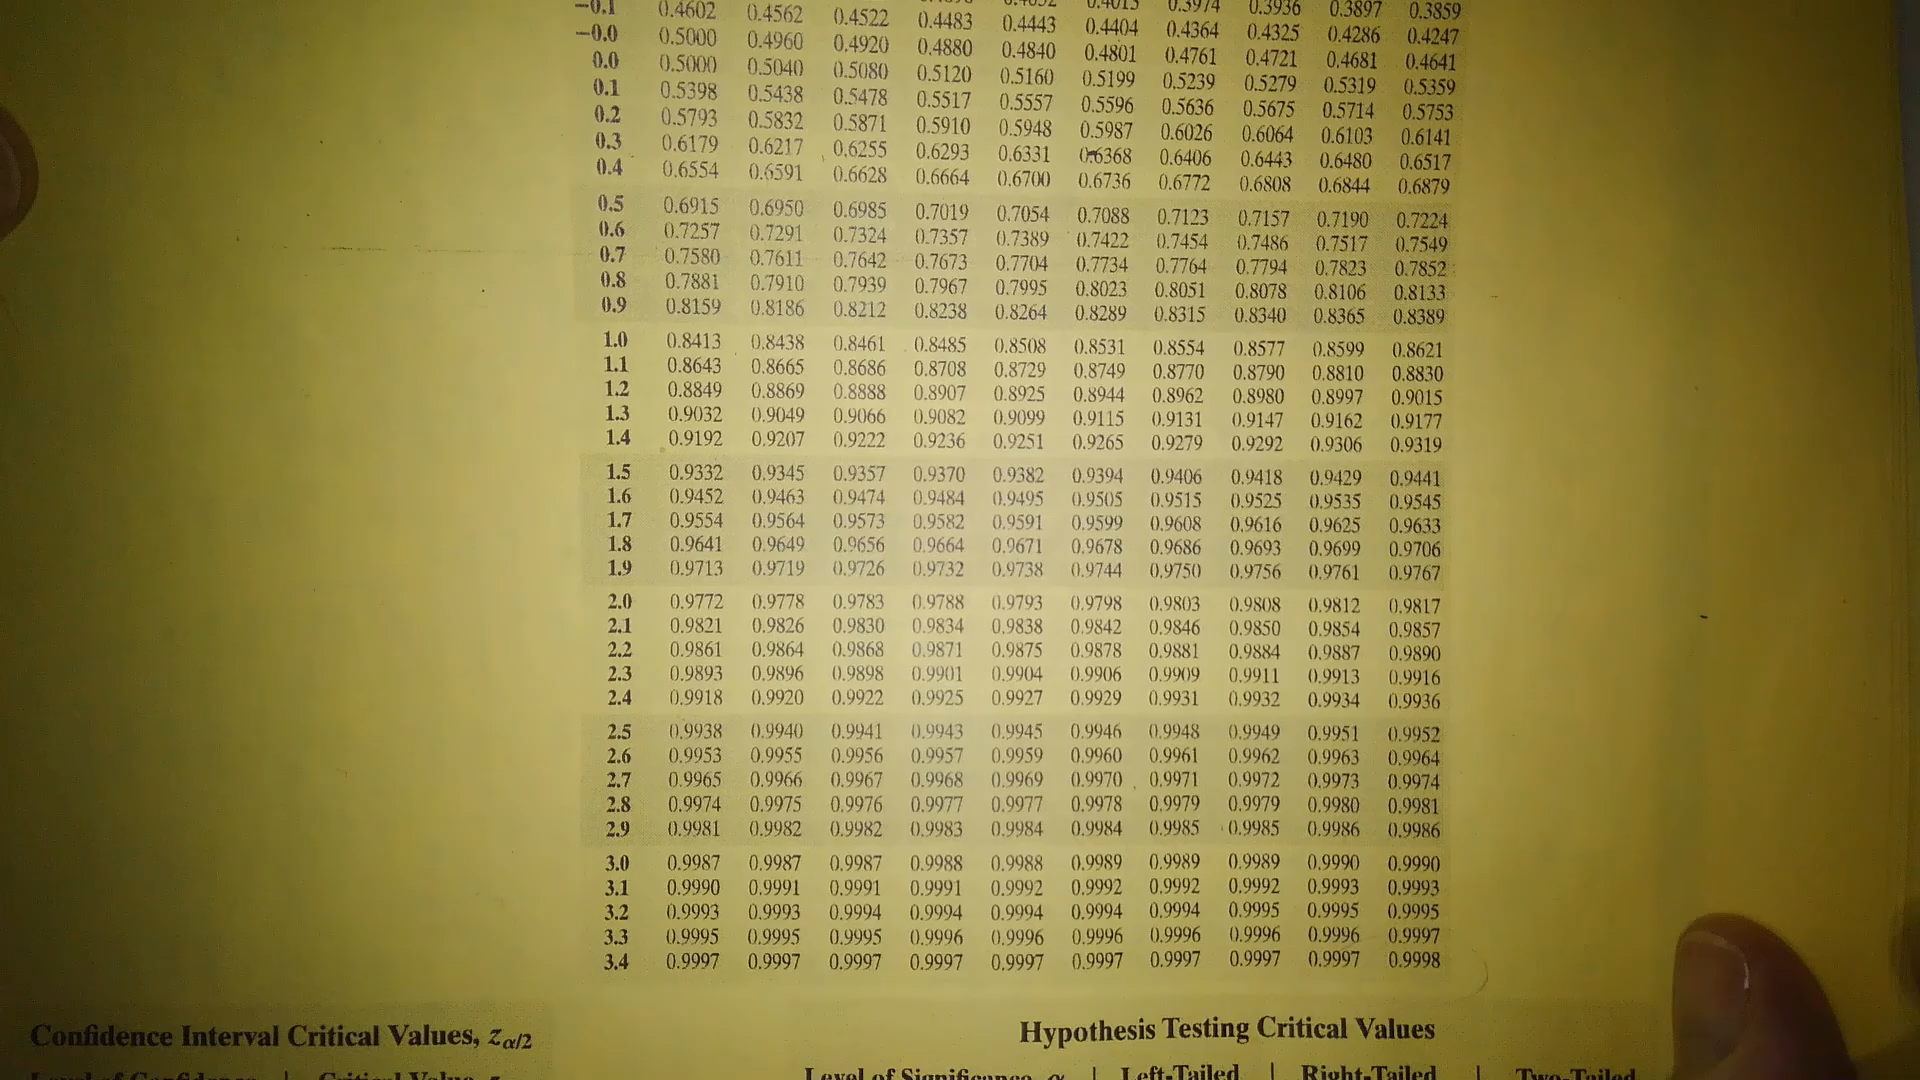 −0.1 0.4602 0.4562 0.4522 0.4483 0.4443 0.4404 0.4364 0.4325 0.4286 0.4247
−0.0 0.5000 0.4960 0.4920 0.4880 0.4840 0.4801 0.4761 0.4721 0.4681 0.4641
0.0 0.5000 0.5040 0.5080 0.5120 0.5160 0.5199 0.5239 0.5279 0.5319 0.5359
0.1 0.5398 0.5438 0.5478 0.5517 0.5557 0.5596 0.5636 0.5675 0.5714 0.5753
0.2 0.5793 0.5832 0.5871 0.5910 0.5948 0.5987 0.6026 0.6064 0.6103 0.6141
0.3 0.6179 0.6217 0.6255 0.6293 0.6331 0.6368 0.6406 0.6443 0.6480 0.6517
0.4 0.6554 0.6591 0.6628 0.6664 0.6700 0.6736 0.6772 0.6808 0.6844 0.6879
0.5 0.6915 0.6950 0.6985 0.7019 0.7054 0.7088 0.7123 0.7157 0.7190 0.7224
0.6 0.7257 0.7291 0.7324 0.7357 0.7389 0.7422 0.7454 0.7486 0.7517 0.7549
0.7 0.7580 0.7611 0.7642 0.7673 0.7704 0.7734 0.7764 0.7794 0.7823 0.7852
0.8 0.7881 0.7910 0.7939 0.7967 0.7995 0.8023 0.8051 0.8078 0.8106 0.8133
0.9 0.8159 0.8186 0.8212 0.8238 0.8264 0.8289 0.8315 0.8340 0.8365 0.8389
1.0 0.8413 0.8438 0.8461 0.8485 0.8508 0.8531 0.8554 0.8577 0.8599 0.8621
1.1 0.8643 0.8665 0.8686 0.8708 0.8729 0.8749 0.8770 0.8790 0.8810 0.8830
1.2 0.8849 0.8869 0.8888 0.8907 0.8925 0.8944 0.8962 0.8980 0.8997 0.9015
1.3 0.9032 0.9049 0.9066 0.9082 0.9099 0.9115 0.9131 0.9147 0.9162 0.9177
1.4 0.9192 0.9207 0.9222 0.9236 0.9251 0.9265 0.9279 0.9292 0.9306 0.9319
1.5 0.9332 0.9345 0.9357 0.9370 0.9382 0.9394 0.9406 0.9418 0.9429 0.9441
1.6 0.9452 0.9463 0.9474 0.9484 0.9495 0.9505 0.9515 0.9525 0.9535 0.9545
1.7 0.9554 0.9564 0.9573 0.9582 0.9591 0.9599 0.9608 0.9616 0.9625 0.9633
1.8 0.9641 0.9649 0.9656 0.9664 0.9671 0.9678 0.9686 0.9693 0.9699 0.9706
1.9 0.9713 0.9719 0.9726 0.9732 0.9738 0.9744 0.9750 0.9756 0.9761 0.9767
2.0 0.9772 0.9778 0.9783 0.9788 0.9793 0.9798 0.9803 0.9808 0.9812 0.9817
2.1 0.9821 0.9826 0.9830 0.9834 0.9838 0.9842 0.9846 0.9850 0.9854 0.9857
2.2 0.9861 0.9864 0.9868 0.9871 0.9875 0.9878 0.9881 0.9884 0.9887 0.9890
2.3 0.9893 0.9896 0.9898 0.9901 0.9904 0.9906 0.9909 0.9911 0.9913 0.9916
2.4 0.9918 0.9920 0.9922 0.9925 0.9927 0.9929 0.9931 0.9932 0.9934 0.9936
2.5 0.9938 0.9940 0.9941 0.9943 0.9945 0.9946 0.9948 0.9949 0.9951 0.9952
2.6 0.9953 0.9955 0.9956 0.9957 0.9959 0.9960 0.9961 0.9962 0.9963 0.9964
2.7 0.9965 0.9966 0.9967 0.9968 0.9969 0.9970 0.9971 0.9972 0.9973 0.9974
2.8 0.9974 0.9975 0.9976 0.9977 0.9977 0.9978 0.9979 0.9979 0.9980 0.9981
2.9 0.9981 0.9982 0.9982 0.9983 0.9984 0.9984 0.9985 0.9985 0.9986 0.9986
3.0 0.9987 0.9987 0.9987 0.9988 0.9988 0.9989 0.9989 0.9989 0.9990 0.9990
3.1 0.9990 0.9991 0.9991 0.9991 0.9992 0.9992 0.9992 0.9992 0.9993 0.9993
3.2 0.9993 0.9993 0.9994 0.9994 0.9994 0.9994 0.9994 0.9995 0.9995 0.9995
3.3 0.9995 0.9995 0.9995 0.9996 0.9996 0.9996 0.9996 0.9996 0.9996 0.9997
3.4 0.9997 0.9997 0.9997 0.9997 0.9997 0.9997 0.9997 0.9997 0.9997 0.9998
Confidence Interval Critical Values, zα/2
Hypothesis Testing Critical Values
Level of Confidence Critical Value
Level of Significance, α Left-Tailed Right-Tailed Two-Tailed